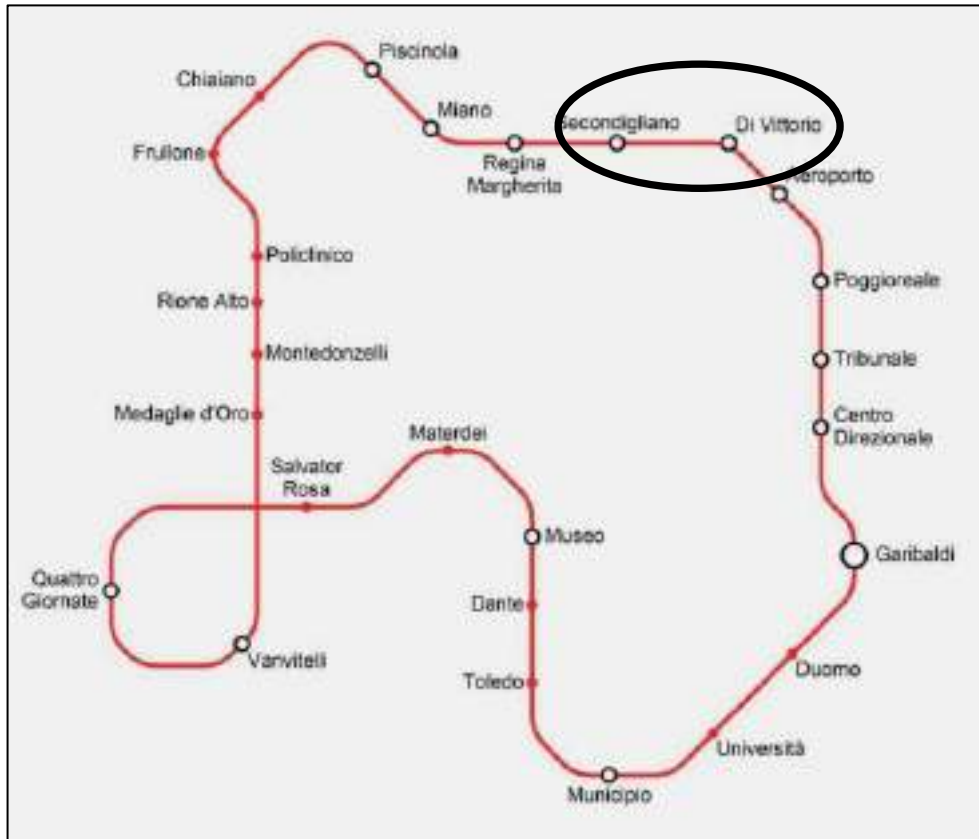 Piscinola
Chiaiano
Miano
Secondigliano
Di Vittorio
Frullone
Regina
Margherita
Aeroporto
Policlinico
Poggioreale
Rione Alto
Montedonzelli
Tribunale
Medaglie d'Oro
Centro
Direzionale
Materdei
Salvator
Rosa
Museo
Garibaldi
Quattro
Giornate
Dante
Vanvitelli
Duomo
Toledo
Università
Municipio